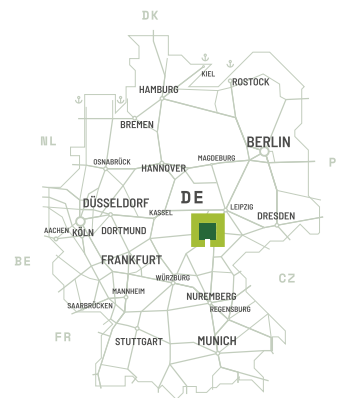 DK
KIEL
ROSTOCK
HAMBURG
BREMEN
NL
BERLIN
OSNABRÜCK
HANNOVER
MAGDEBURG
P
DE
DÜSSELDORF
KASSEL
LEIPZIG
DRESDEN
AACHEN
KÖLN
DORTMUND
BE
FRANKFURT
WÜRZBURG
CZ
MANNHEIM
NUREMBERG
SAARBRÜCKEN
REGENSBURG
FR
STUTTGART
MUNICH